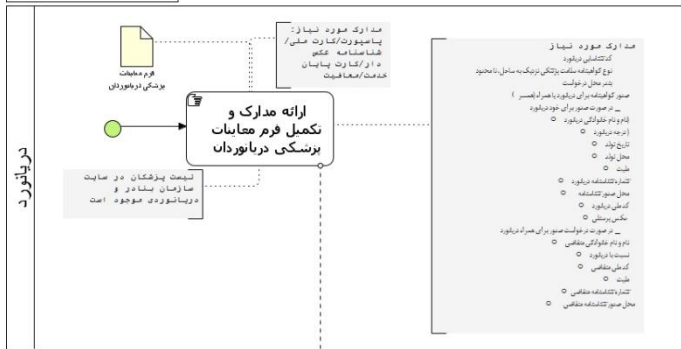 دریانورد
فرم معاینات
پزشکی دریانوردان
مدارک مورد نیاز:
پاسپورت/کارت ملی/
شناسنامه عکس
دار/کارت پایان
خدمت/معافیت
ارائه مدارک و
تکمیل فرم معاینات
پزشکی دریانوردان
لیست پزشکان در سایت
سازمان بنادر و
دریانوردی موجود است
مدارک مورد نیاز
کد شناسایی دریانورد
نوع گواهینامه سلامت پزشکی نزدیک به ساحل، نامحدود
بندر محل درخواست
صدور گواهینامه برای دریانورد یا همراه (همسر )
_ در صورت صدور برای خود دریانورد
(نام و نام خانوادگی دریانورد
(درجه دریانورد
تاریخ تولد
محل تولد
ملیت
شماره شناسنامه دریانورد
محل صدور شناسنامه
کد ملی دریانورد
عکس پرسنلی
_ در صورت درخواست صدور برای همراه دریانورد
نام و نام خانوادگی متقاضی
نسبت با دریانورد
کد ملی متقاضی
ملیت
شماره شناسنامه متقاضی
محل صدور شناسنامه متقاضی